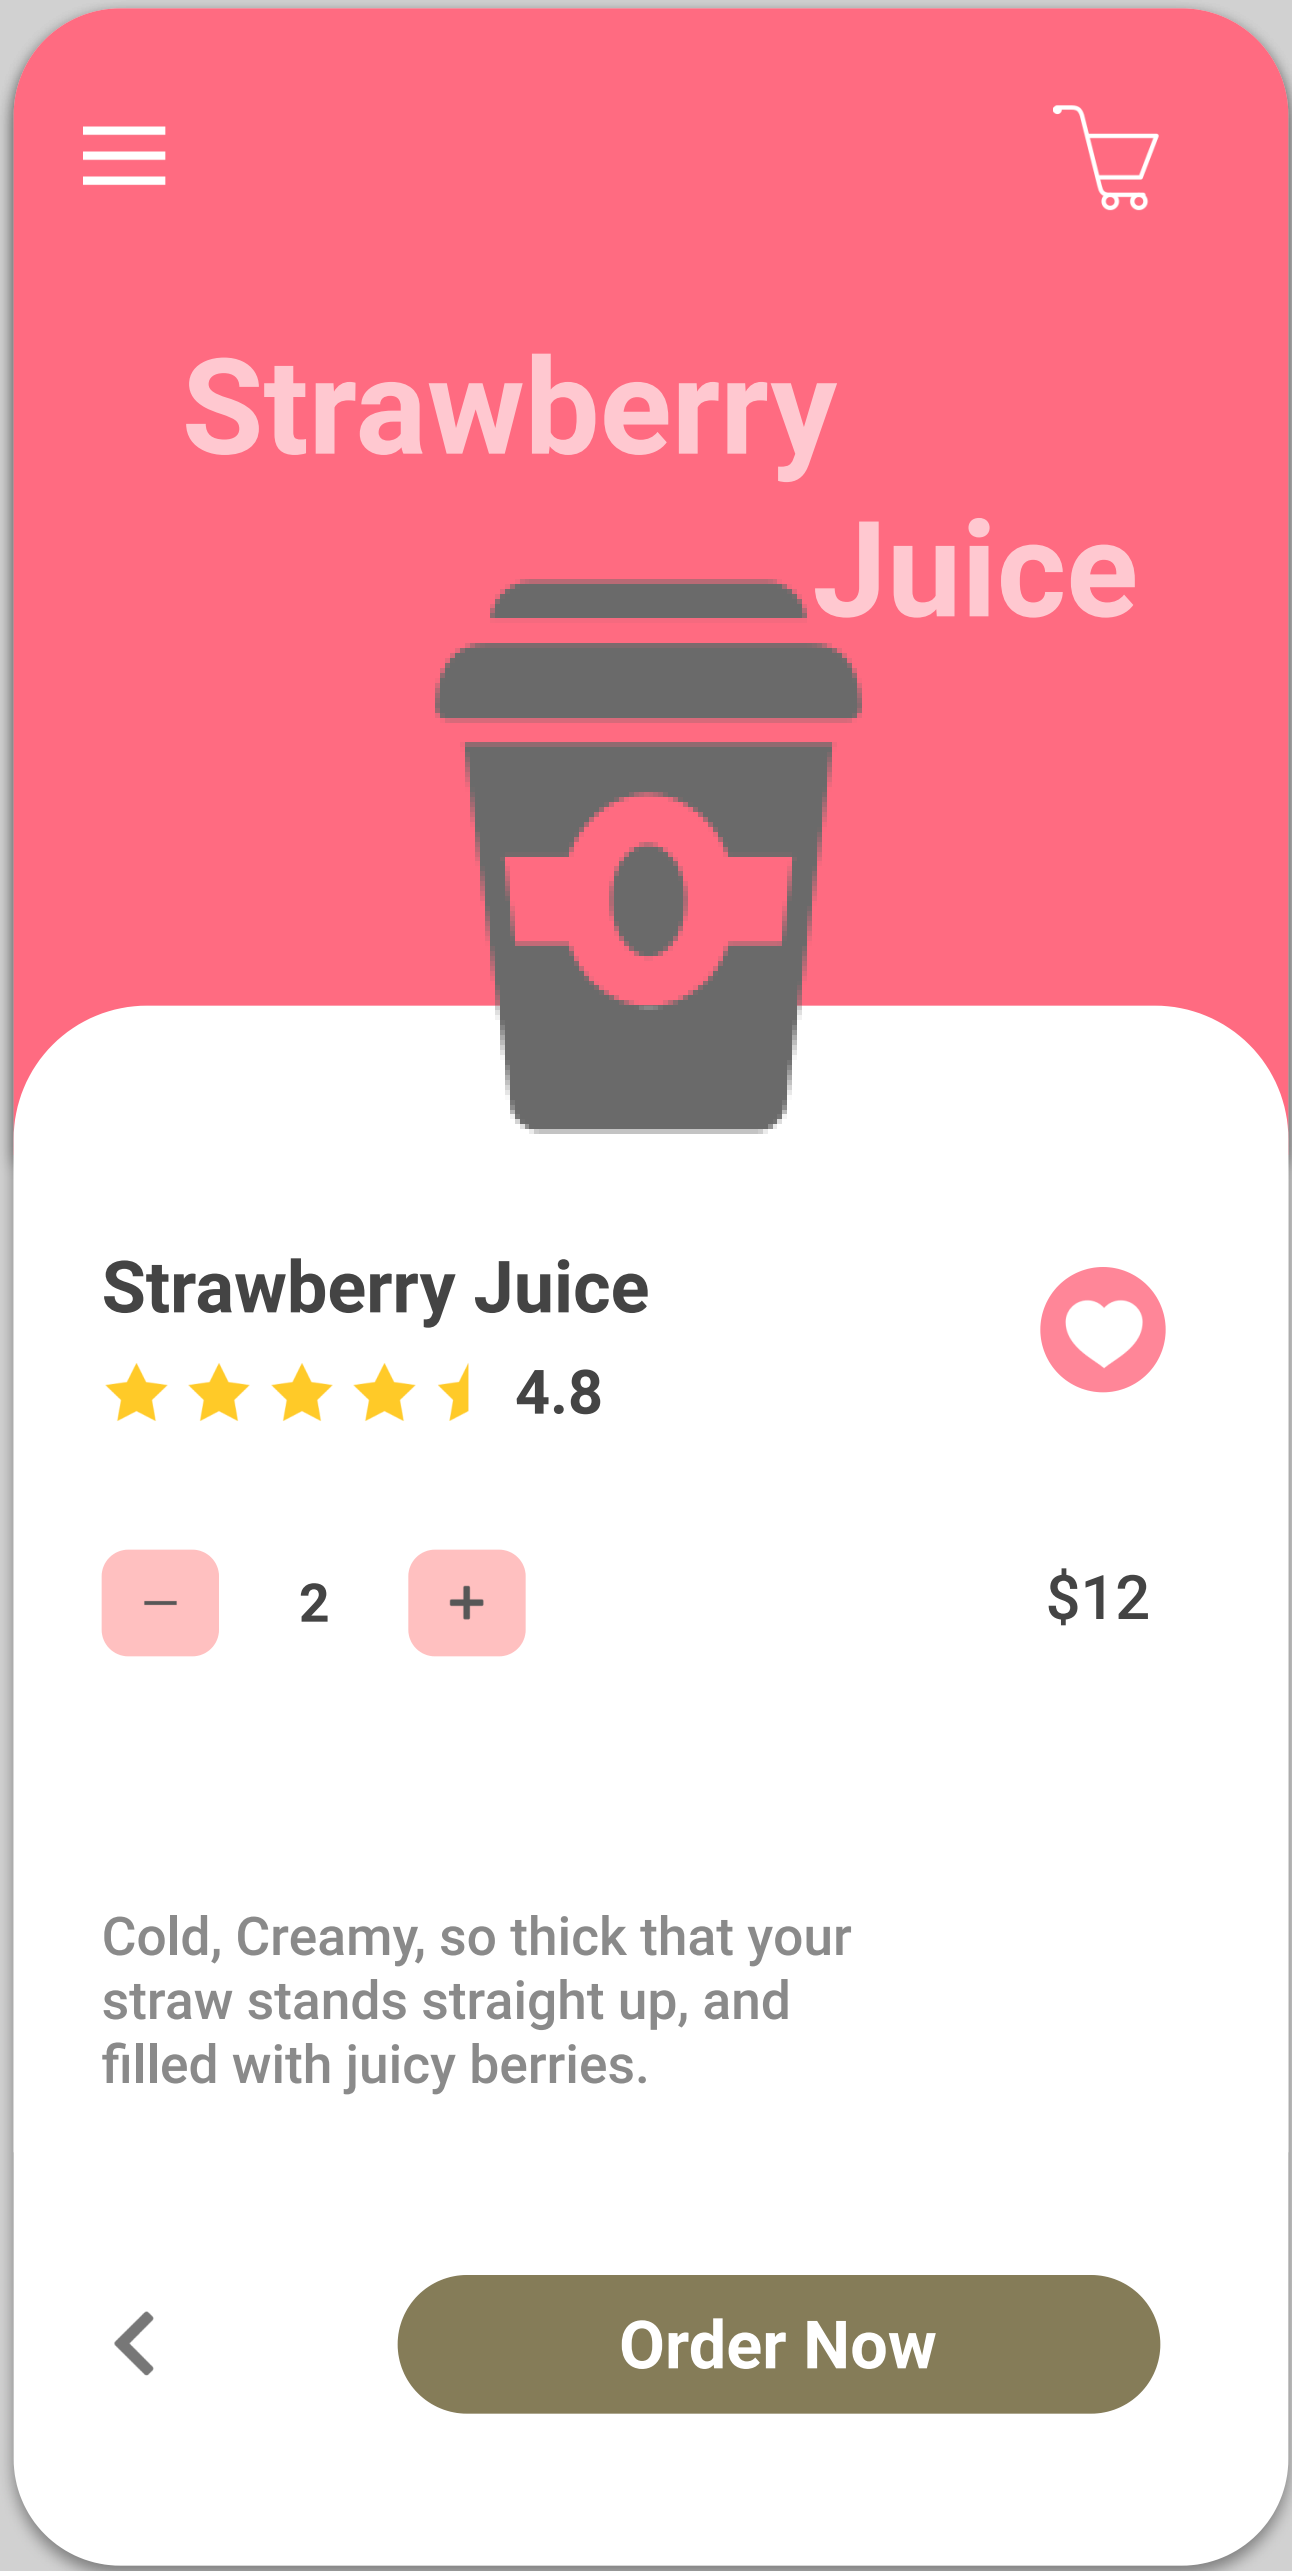 Strawberry
Juice
Strawberry Juice
4.8
− 2 + $12
Cold, Creamy, so thick that your
straw stands straight up, and
filled with juicy berries.
Order Now